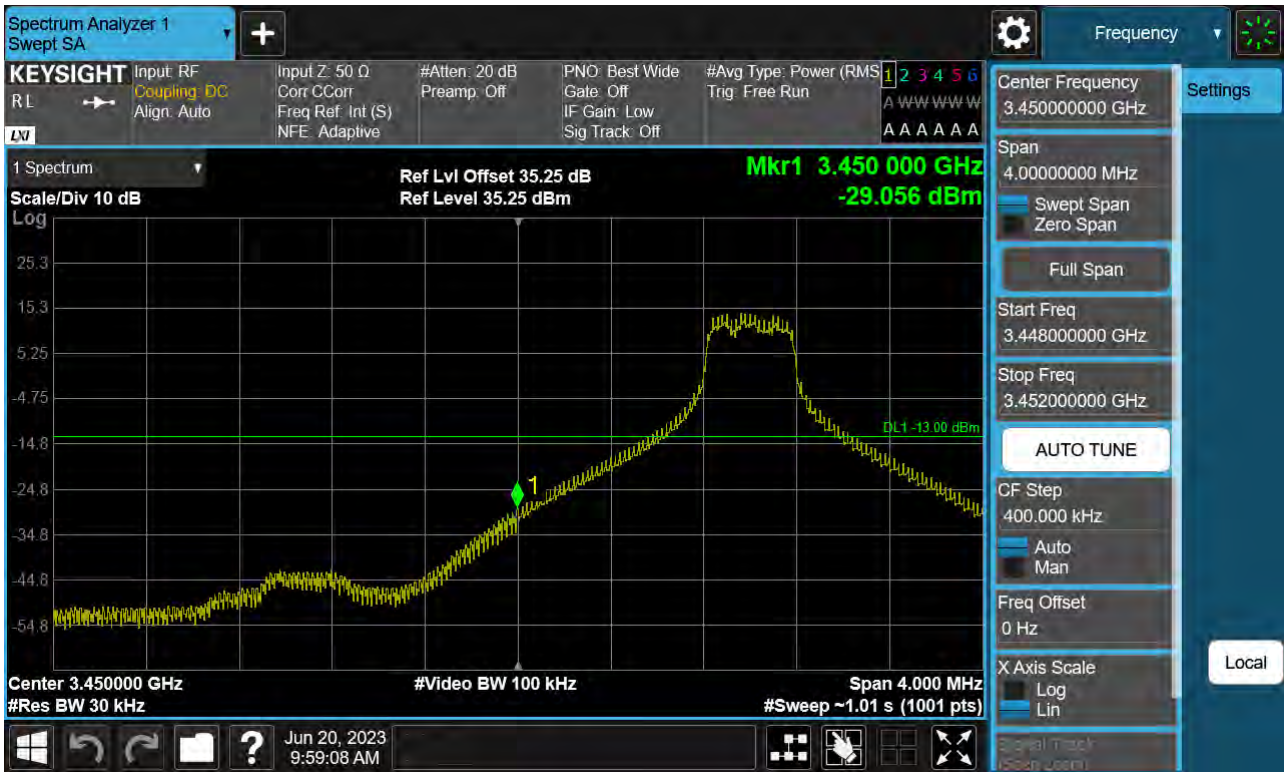 Spectrum Analyzer 1
Swept SA
Frequency
KEYSIGHT
RL
LXI
Input: RF
Coupling: DC
Align: Auto
Input Z: 50 Ω
Corr CCorr
Freq Ref: Int (S)
NFE: Adaptive
#Atten: 20 dB
Preamp: Off
PNO: Best Wide
Gate: Off
IF Gain: Low
Sig Track: Off
#Avg Type: Power (RMS
Trig: Free Run
1 2 3 4 5 6
A W W W W W
A A A A A A
1 Spectrum
Scale/Div 10 dB
Log
Ref Lvl Offset 35.25 dB
Ref Level 35.25 dBm
Mkr1 3.450 000 GHz
-29.056 dBm
25.3
15.3
5.25
-4.75
-14.8
-24.8
-34.8
-44.8
-54.8
DL1 -13.00 dBm
1
Center 3.450000 GHz
#Res BW 30 kHz
#Video BW 100 kHz
Span 4.000 MHz
#Sweep ~1.01 s (1001 pts)
Center Frequency
3.450000000 GHz
Settings
Span
4.00000000 MHz
Swept Span
Zero Span
Full Span
Start Freq
3.448000000 GHz
Stop Freq
3.452000000 GHz
AUTO TUNE
CF Step
400.000 kHz
Auto
Man
Freq Offset
0 Hz
X Axis Scale
Log
Lin
Signal Track
(Span Zoom)
Local
?
Jun 20, 2023
9:59:08 AM